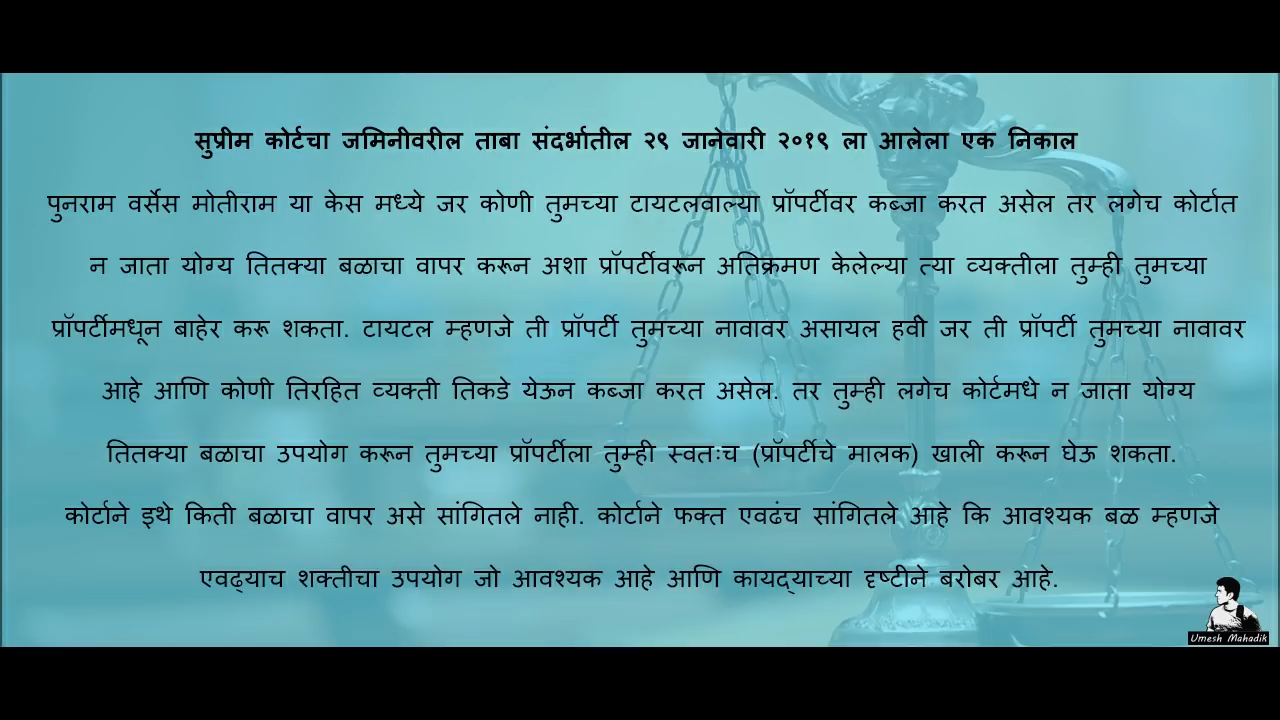 सुप्रीम कोर्टचा जमिनीवरील ताबा संदर्भातील २९ जानेवारी २०१९ ला आलेला एक निकाल
पुनराम वर्सेस मोतीराम या केस मध्ये जर कोणी तुमच्या टायटलवाल्या प्रॉपर्टीवर कब्जा करत असेल तर लगेच कोर्टात
न जाता योग्य तितक्या बळाचा वापर करून अशा प्रॉपर्टीवरून अतिक्रमण केलेल्या त्या व्यक्तीला तुम्ही तुमच्या
प्रॉपर्टीमधून बाहेर करू शकता. टायटल म्हणजे ती प्रॉपर्टी तुमच्या नावावर असायल हवी जर ती प्रॉपर्टी तुमच्या नावावर
आहे आणि कोणी तिरहित व्यक्ती तिकडे येऊन कब्जा करत असेल. तर तुम्ही लगेच कोर्टमधे न जाता योग्य
तितक्या बळाचा उपयोग करून तुमच्या प्रॉपर्टीला तुम्ही स्वतःच (प्रॉपर्टीचे मालक) खाली करून घेऊ शकता.
कोर्टाने इथे किती बळाचा वापर असे सांगितले नाही. कोर्टाने फक्त एवढंच सांगितले आहे कि आवश्यक बळ म्हणजे
एवढ्याच शक्तीचा उपयोग जो आवश्यक आहे आणि कायद्याच्या दृष्टीने बरोबर आहे.
Umesh Mahadik